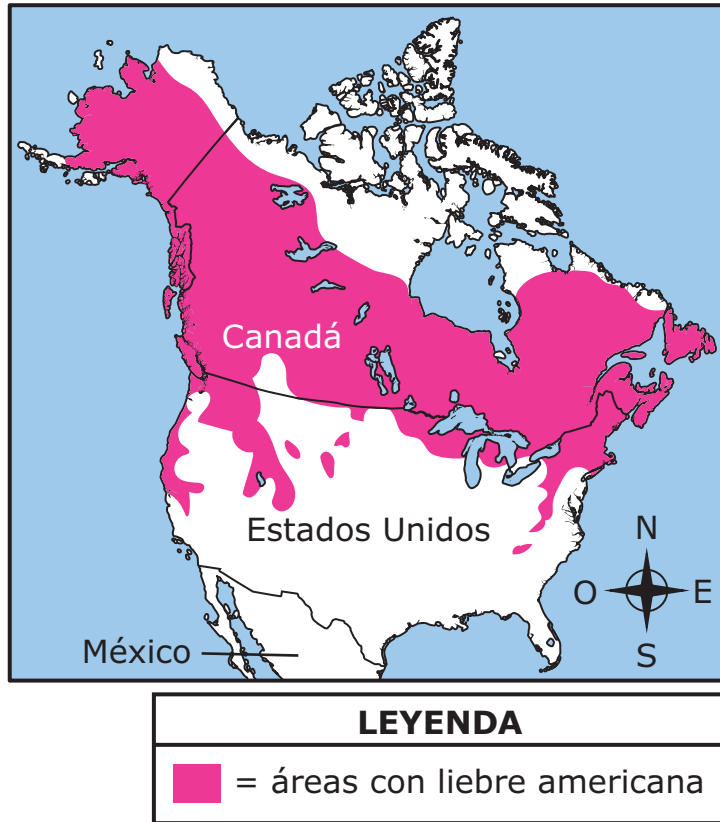 Canadá
Estados Unidos
México
N
O
E
S
LEYENDA
= áreas con liebre americana